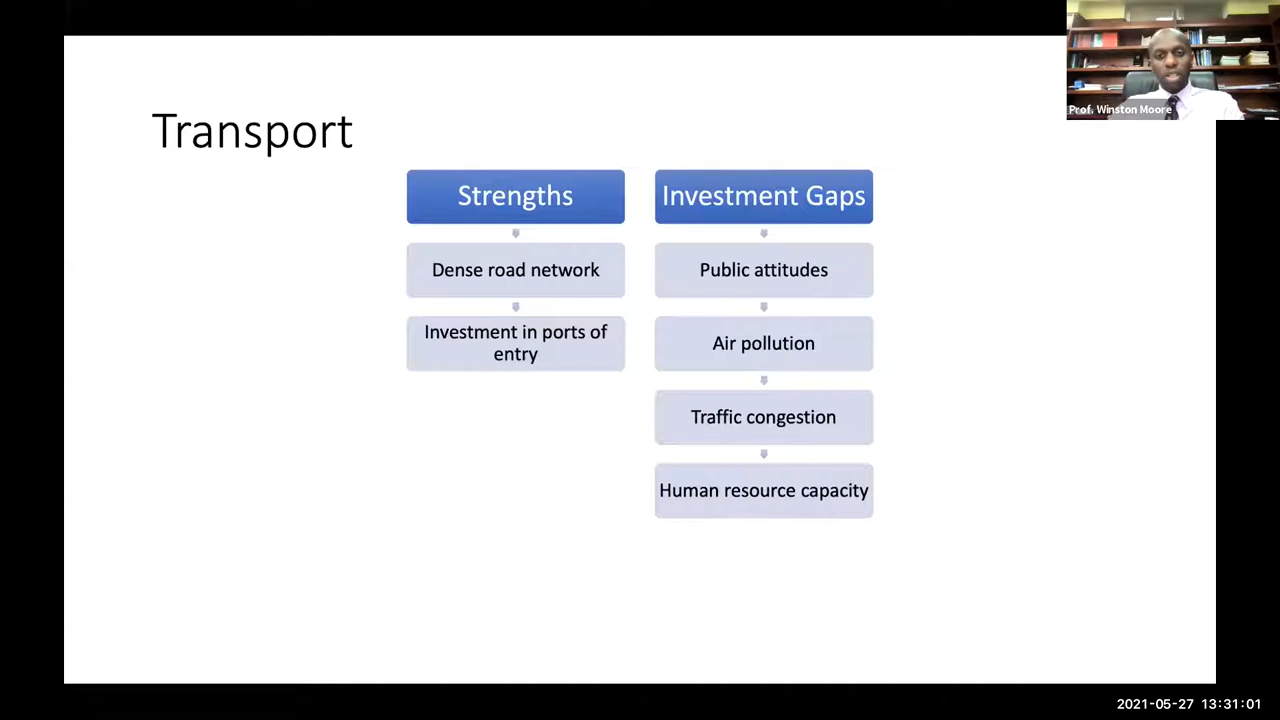 Prof. Winston Moore
Transport
Strengths
Dense road network
Investment in ports of
entry
Investment Gaps
Public attitudes
Air pollution
Traffic congestion
Human resource capacity
2021-05-27 13:31:01